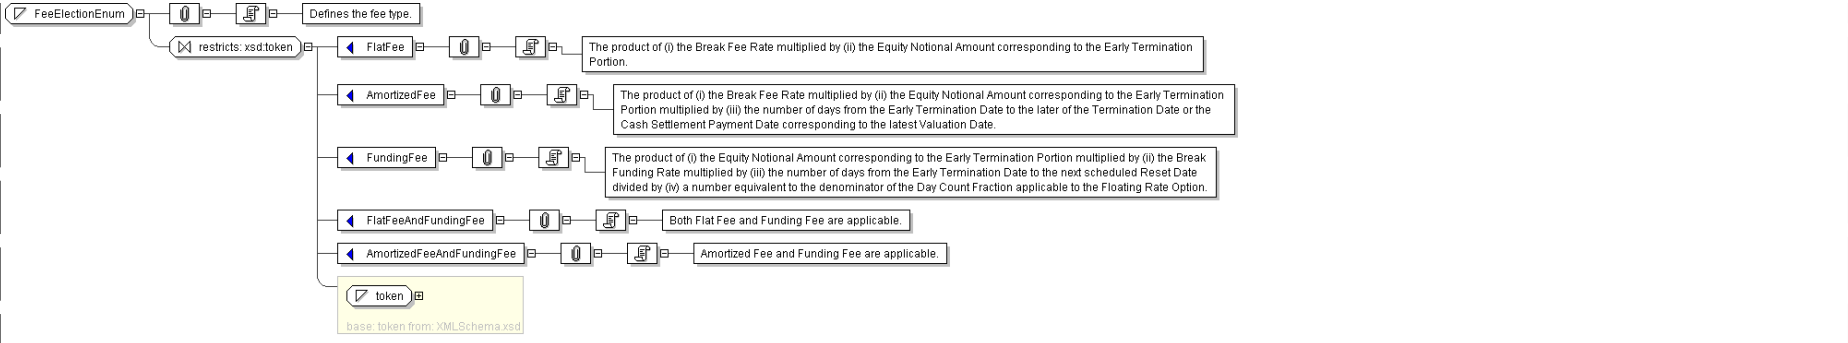 FeeElectionEnum
Defines the fee type.
restricts: xsd:token
FlatFee
The product of (i) the Break Fee Rate multiplied by (ii) the Equity Notional Amount corresponding to the Early Termination
Portion.
AmortizedFee
The product of (i) the Break Fee Rate multiplied by (ii) the Equity Notional Amount corresponding to the Early Termination
Portion multiplied by (iii) the number of days from the Early Termination Date to the later of the Termination Date or the
Cash Settlement Payment Date corresponding to the latest Valuation Date.
FundingFee
The product of (i) the Equity Notional Amount corresponding to the Early Termination Portion multiplied by (ii) the Break
Funding Rate multiplied by (iii) the number of days from the Early Termination Date to the next scheduled Reset Date
divided by (iv) a number equivalent to the denominator of the Day Count Fraction applicable to the Floating Rate Option.
FlatFeeAndFundingFee
Both Flat Fee and Funding Fee are applicable.
AmortizedFeeAndFundingFee
Amortized Fee and Funding Fee are applicable.
token
base: token from: XMLSchema.xsd